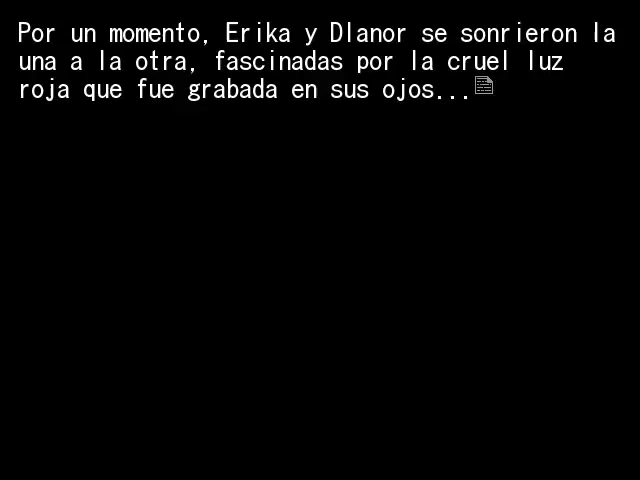 Por un momento, Erika y Dlanor se sonrieron la
una a la otra, fascinadas por la cruel luz
roja que fue grabada en sus ojos...